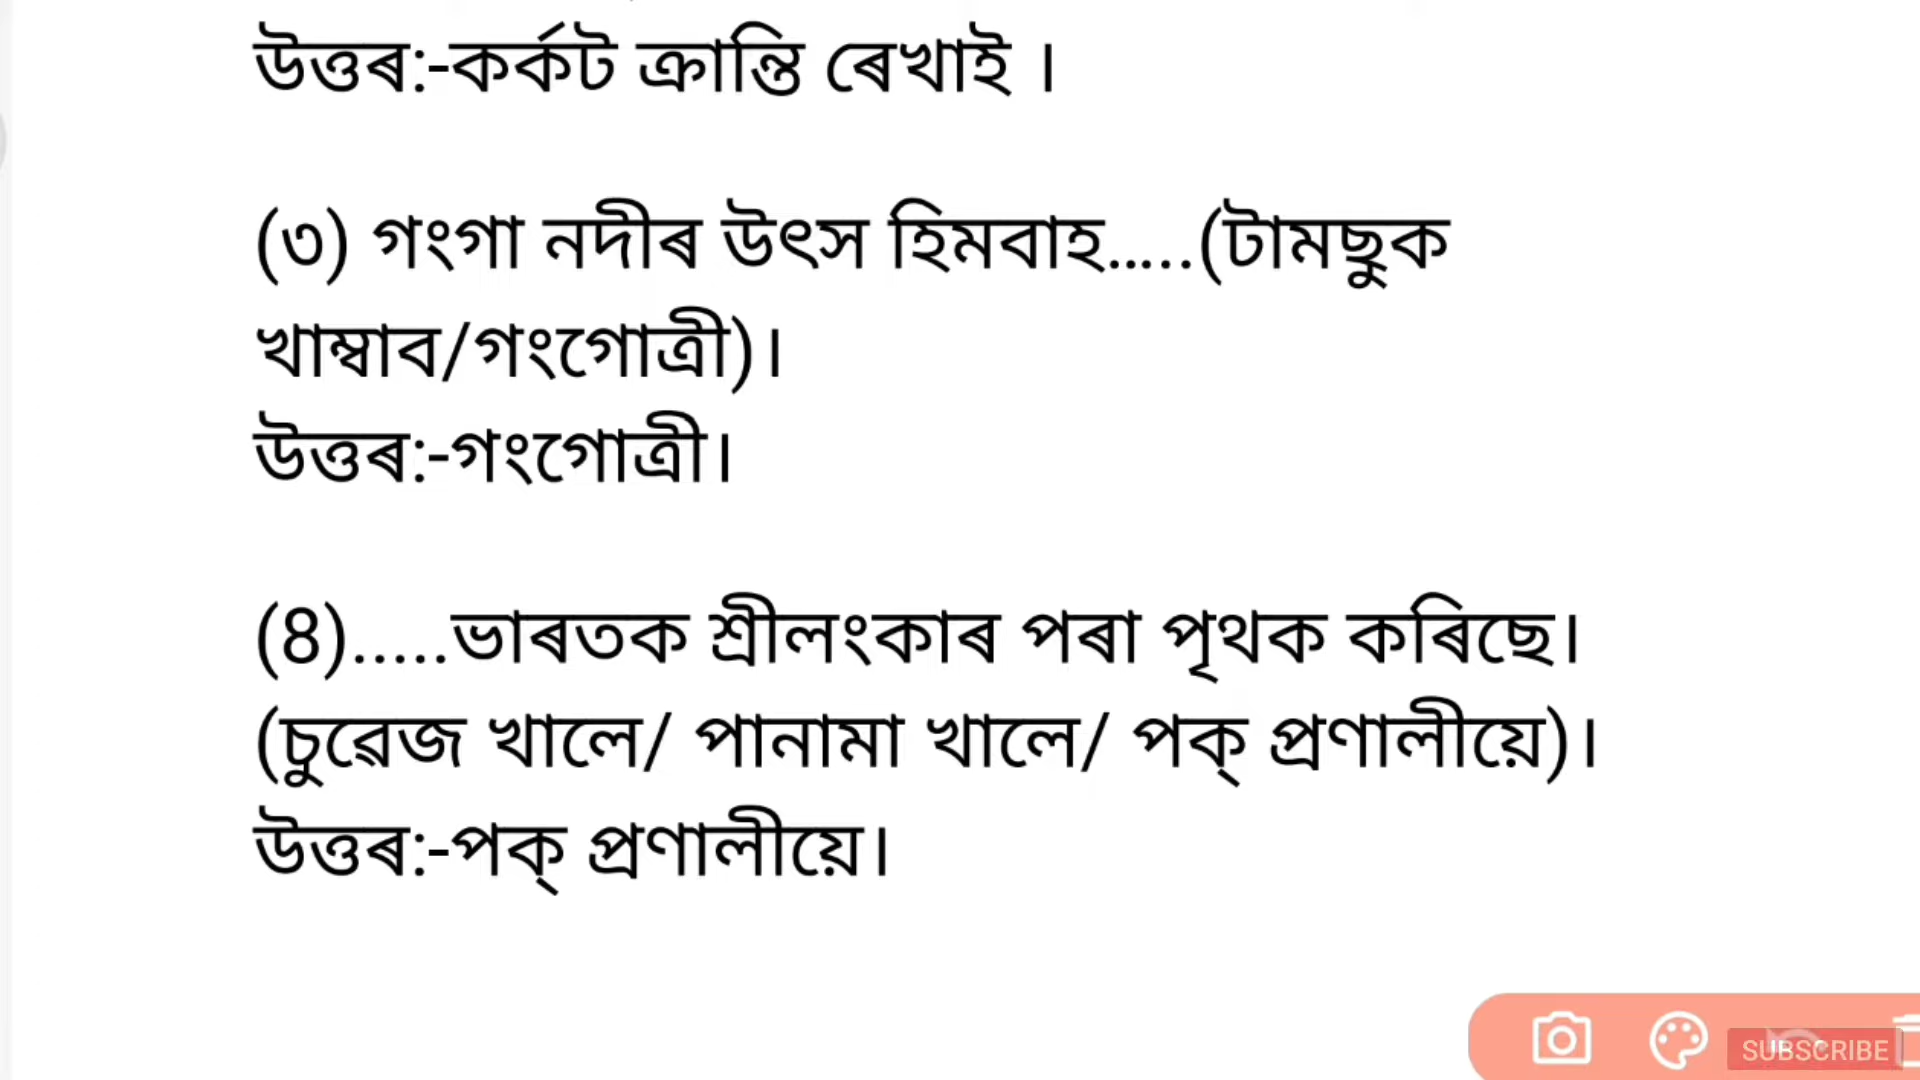 উত্তৰ:-কৰ্কট ক্ৰান্তি ৰেখাই ।
(৩) গংগা নদীৰ উৎস হিমবাহ.....(টামছুক
খাম্বাব/গংগোত্ৰী)।
উত্তৰ:-গংগোত্ৰী।
(8).....ভাৰতক শ্ৰীলংকাৰ পৰা পৃথক কৰিছে।
(চুৱেজ খালে/ পানামা খালে/ পক্ প্ৰণালীয়ে)।
উত্তৰ:-পক্ প্ৰণালীয়ে।
SUBSCRIBE